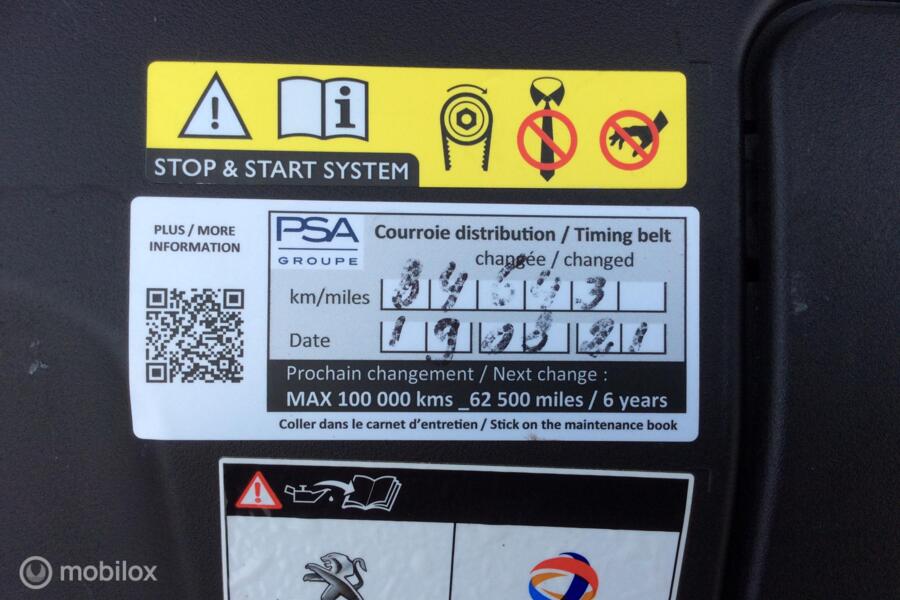 STOP & START SYSTEM
PLUS / MORE
INFORMATION
PSA
GROUPE
Courroie distribution / Timing belt
changée / changed
km/miles 84643
Date 190321
Prochain changement / Next change :
MAX 100 000 kms _62 500 miles / 6 years
Coller dans le carnet d'entretien / Stick on the maintenance book
mobilox